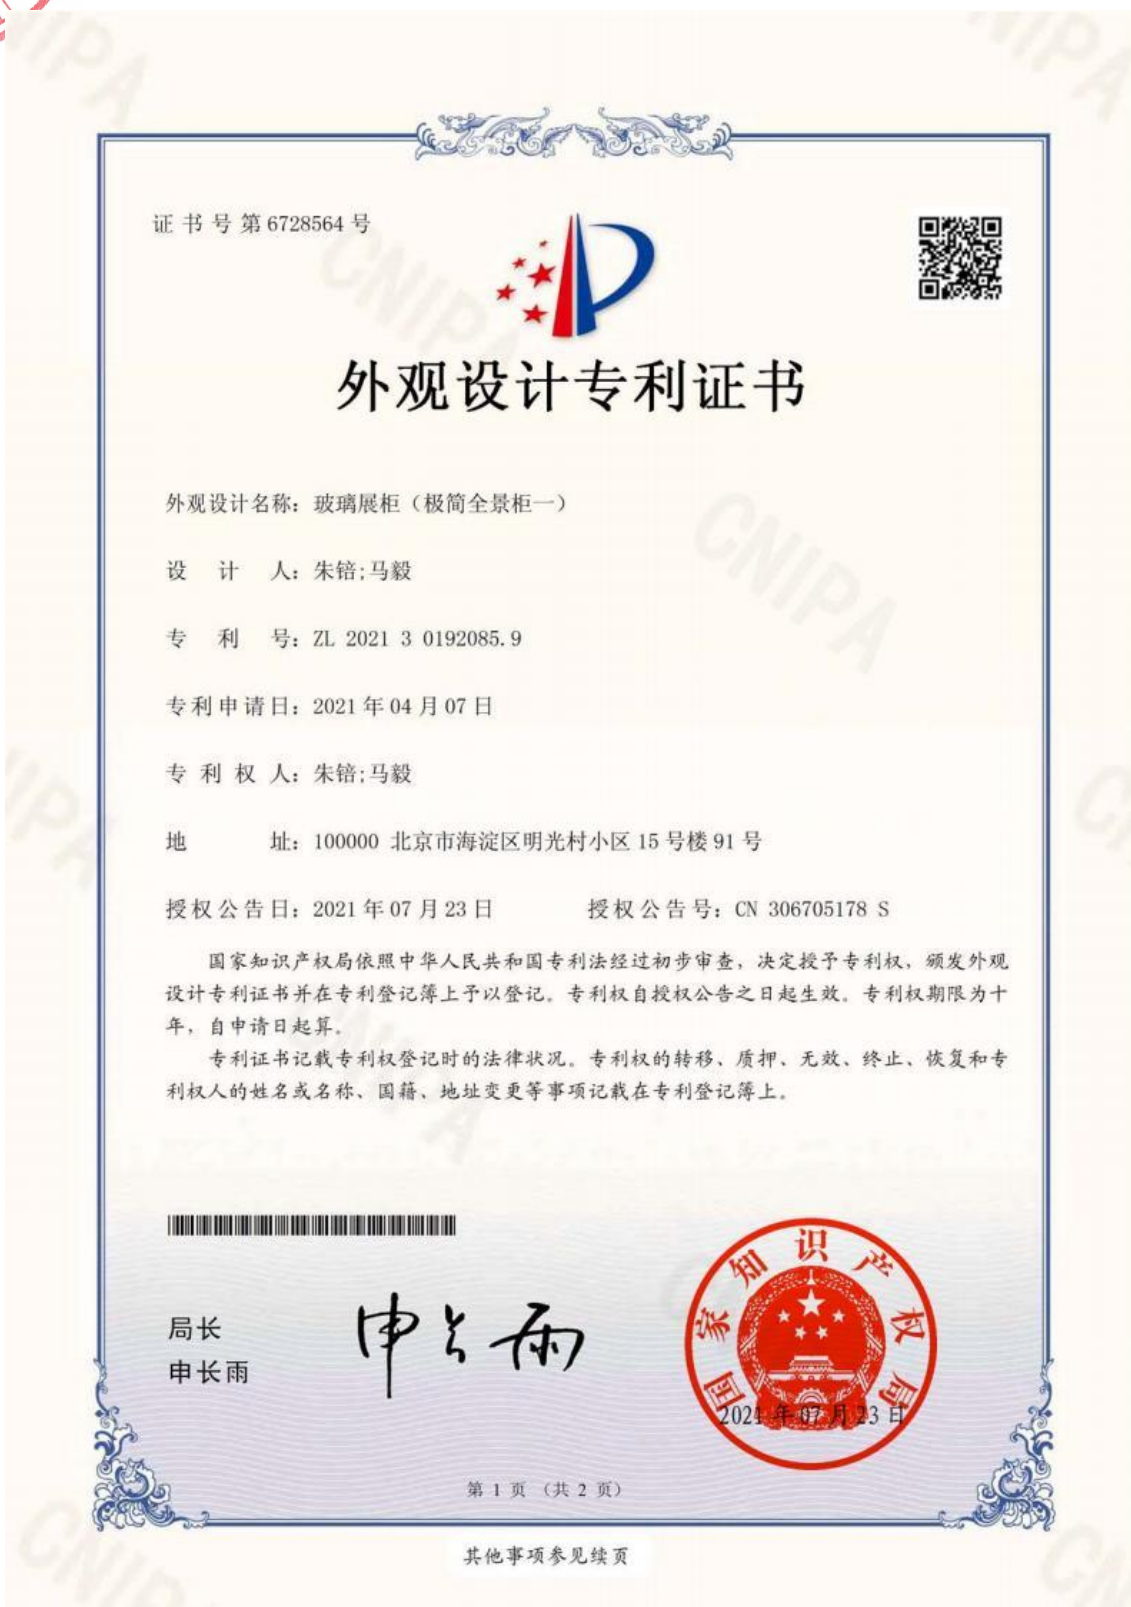 证书号第6728564号
外观设计专利证书
外观设计名称：玻璃展柜（极简全景柜一）
设计人：朱锫;马毅
专利号：ZL 2021 3 0192085.9
专利申请日：2021年04月07日
专利权人：朱锫;马毅
地址：100000 北京市海淀区明光村小区15号楼91号
授权公告日：2021年07月23日 授权公告号：CN 306705178 S
国家知识产权局依照中华人民共和国专利法经过初步审查，决定授予专利权，颁发外观
设计专利证书并在专利登记簿上予以登记。专利权自授权公告之日起生效。专利权期限为十
年，自申请日起算。
专利证书记载专利权登记时的法律状况。专利权的转移、质押、无效、终止、恢复和专
利权人的姓名或名称、国籍、地址变更等事项记载在专利登记簿上。
局长
申长雨
申长雨
国家知识产权局
2021年07月23日
第 1 页 （共 2 页）
其他事项参见续页
CNIPA
CNIPA
CNIPA